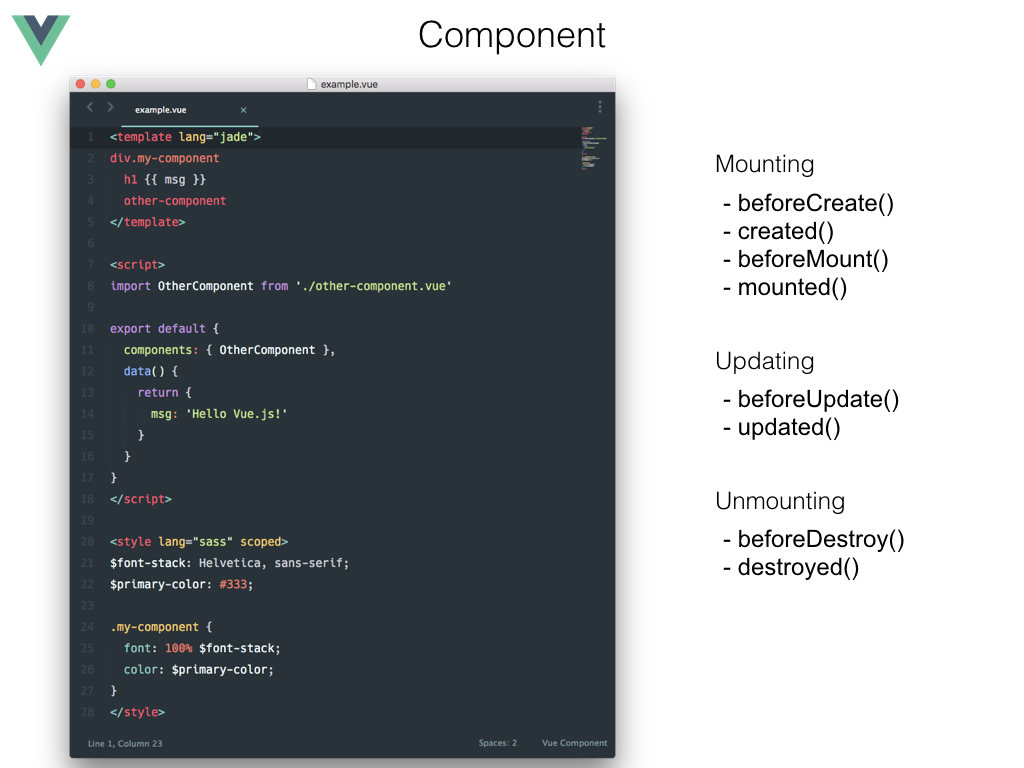 Component
example.vue
example.vue ×
1 <template lang="jade">
2 div.my-component
3   h1 {{ msg }}
4   other-component
5 </template>
6
7 <script>
8 import OtherComponent from './other-component.vue'
9
10 export default {
11   components: { OtherComponent },
12   data() {
13     return {
14       msg: 'Hello Vue.js!'
15     }
16   }
17 }
18 </script>
19
20 <style lang="sass" scoped>
21 $font-stack: Helvetica, sans-serif;
22 $primary-color: #333;
23
24 .my-component {
25   font: 100% $font-stack;
26   color: $primary-color;
27 }
28 </style>
Line 1, Column 23 Spaces: 2 Vue Component
Mounting
- beforeCreate()
- created()
- beforeMount()
- mounted()
Updating
- beforeUpdate()
- updated()
Unmounting
- beforeDestroy()
- destroyed()